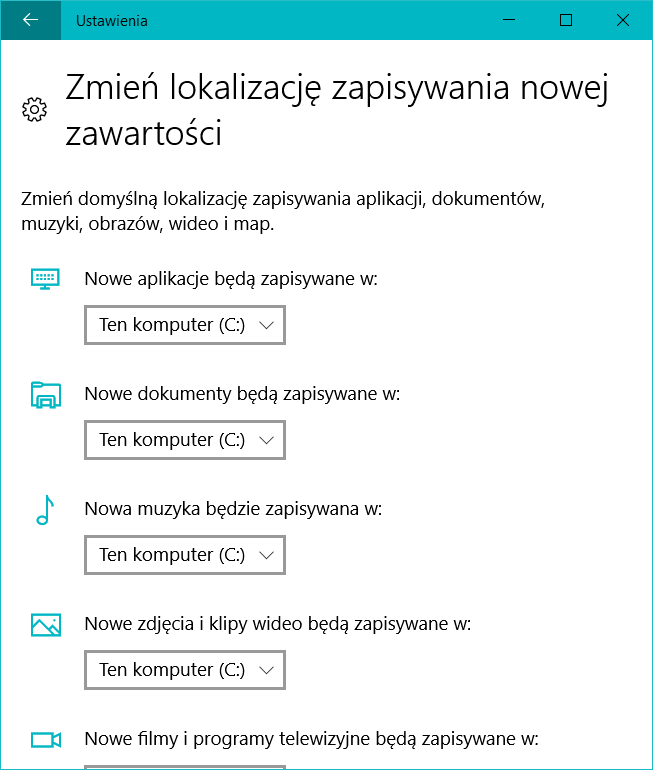 Ustawienia
Zmień lokalizację zapisywania nowej
zawartości
Zmień domyślną lokalizację zapisywania aplikacji, dokumentów,
muzyki, obrazów, wideo i map.
Nowe aplikacje będą zapisywane w:
Ten komputer (C:)
Nowe dokumenty będą zapisywane w:
Ten komputer (C:)
Nowa muzyka będzie zapisywana w:
Ten komputer (C:)
Nowe zdjęcia i klipy wideo będą zapisywane w:
Ten komputer (C:)
Nowe filmy i programy telewizyjne będą zapisywane w: